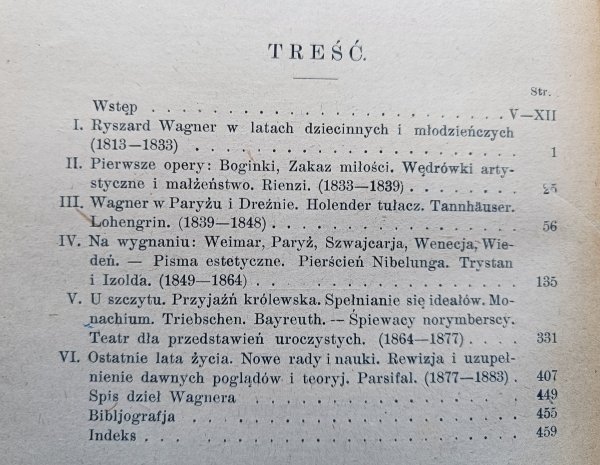 TREŚĆ.
Str.
Wstęp . . . . . . . . . . . . . . . . . . . V—XII
I. Ryszard Wagner w latach dziecinnych i młodzieńczych
(1813—1833) . . . . . . . . . . . . . . . . 1
II. Pierwsze opery: Boginki, Zakaz miłości. Wędrówki arty-
styczne i małżeństwo. Rienzi. (1833—1839) . . . . . . . 25
III. Wagner w Paryżu i Dreźnie. Holender tułacz. Tannhäuser.
Lohengrin. (1839—1848) . . . . . . . . . . . . . 56
IV. Na wygnaniu: Weimar, Paryż, Szwajcarja, Wenecja, Wie-
deń. — Pisma estetyczne. Pierścień Nibelunga. Trystan
i Izolda. (1849—1864) . . . . . . . . . . . . . 135
V. U szczytu. Przyjaźń królewska. Spełnianie się ideałów. Mo-
nachium. Triebschen. Bayreuth. — Śpiewacy norymberscy.
Teatr dla przedstawień uroczystych. (1864—1877) . . . . 331
VI. Ostatnie lata życia. Nowe rady i nauki. Rewizja i uzupeł-
nienie dawnych poglądów i teoryj. Parsifal. (1877—1883) . 407
Spis dzieł Wagnera . . . . . . . . . . . . . . 449
Bibljografja . . . . . . . . . . . . . . . . . 455
Indeks . . . . . . . . . . . . . . . . . . . 459